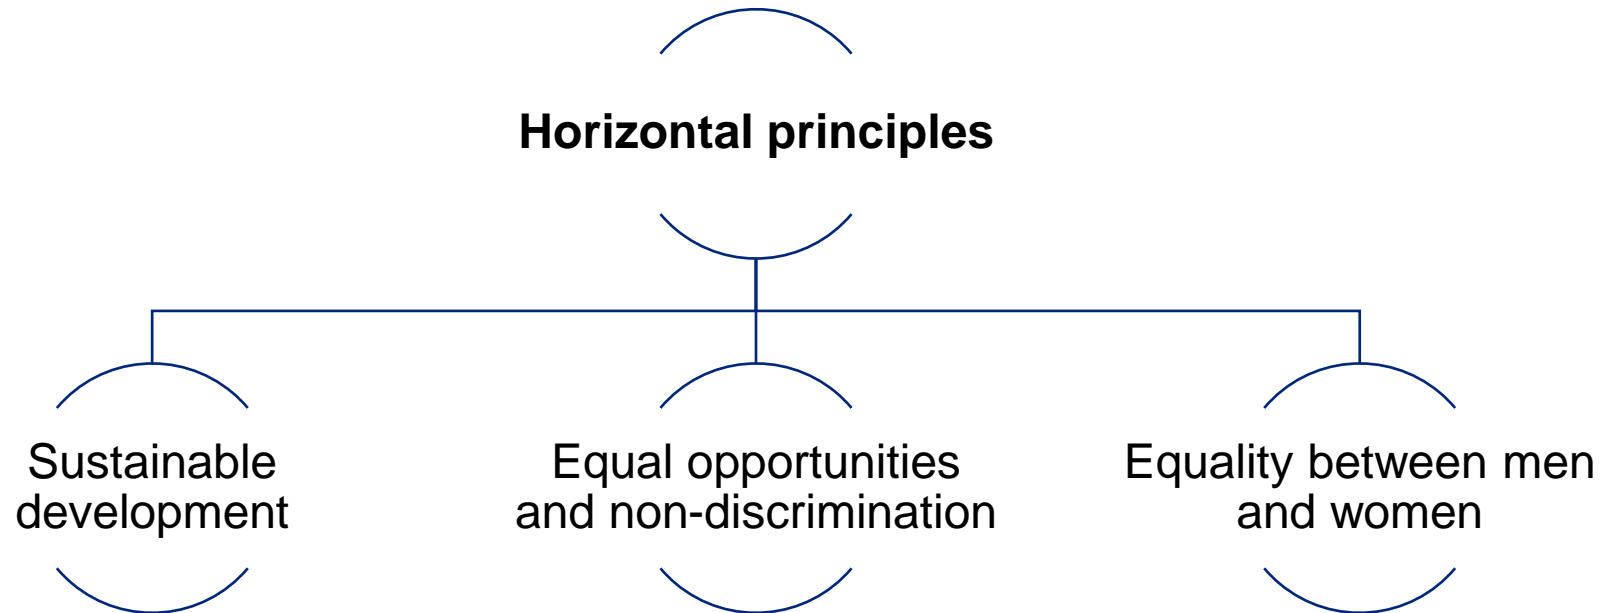 Horizontal principles
Sustainable
development
Equal opportunities
and non-discrimination
Equality between men
and women